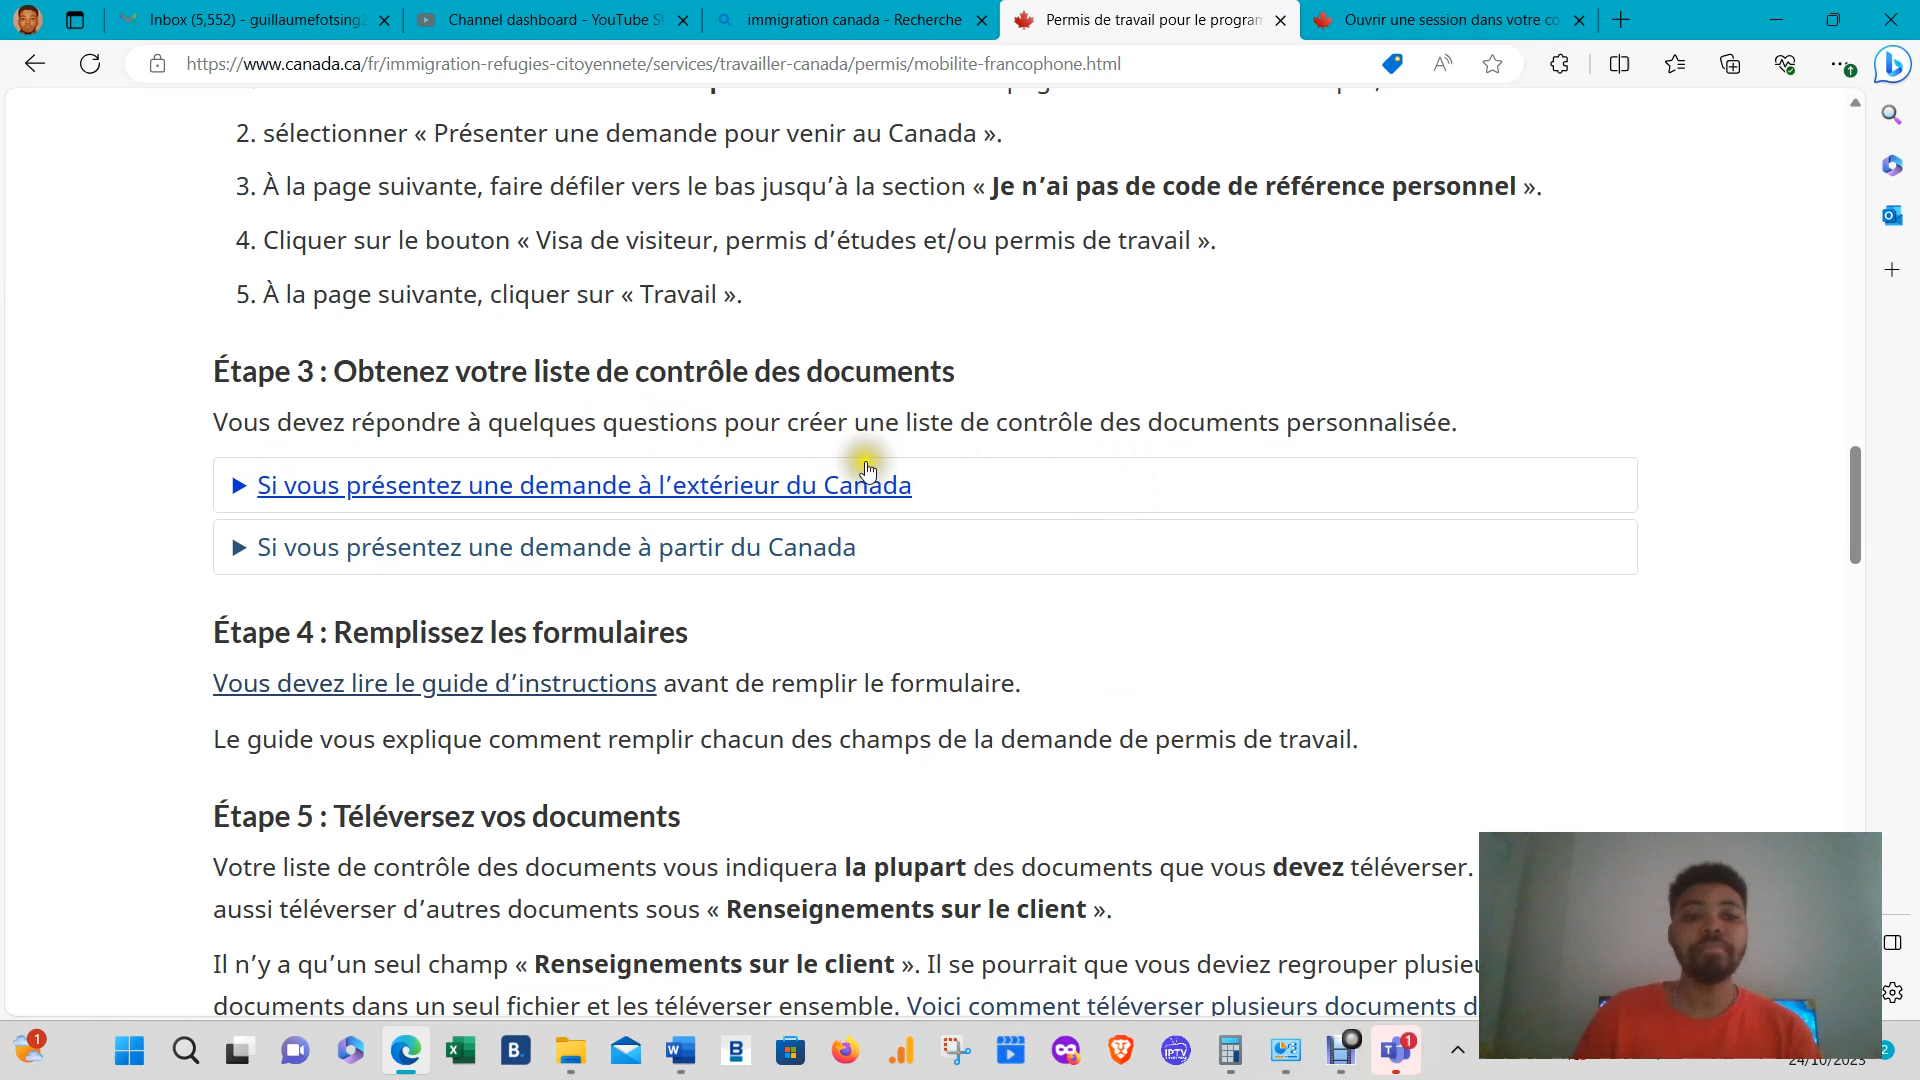 Inbox (5,552) - guillaumefotsing2
Channel dashboard - YouTube St
immigration canada - Recherche
Permis de travail pour le program
Ouvrir une session dans votre co
https://www.canada.ca/fr/immigration-refugies-citoyennete/services/travailler-canada/permis/mobilite-francophone.html
2. sélectionner « Présenter une demande pour venir au Canada ».
3. À la page suivante, faire défiler vers le bas jusqu'à la section « Je n'ai pas de code de référence personnel ».
4. Cliquer sur le bouton « Visa de visiteur, permis d'études et/ou permis de travail ».
5. À la page suivante, cliquer sur « Travail ».
Étape 3 : Obtenez votre liste de contrôle des documents
Vous devez répondre à quelques questions pour créer une liste de contrôle des documents personnalisée.
Si vous présentez une demande à l'extérieur du Canada
Si vous présentez une demande à partir du Canada
Étape 4 : Remplissez les formulaires
Vous devez lire le guide d'instructions avant de remplir le formulaire.
Le guide vous explique comment remplir chacun des champs de la demande de permis de travail.
Étape 5 : Téléversez vos documents
Votre liste de contrôle des documents vous indiquera la plupart des documents que vous devez téléverser.
aussi téléverser d'autres documents sous « Renseignements sur le client ».
Il n'y a qu'un seul champ « Renseignements sur le client ». Il se pourrait que vous deviez regrouper plusieu
documents dans un seul fichier et les téléverser ensemble. Voici comment téléverser plusieurs documents d
1
B.
B
IPTV
1
24/10/2023
2